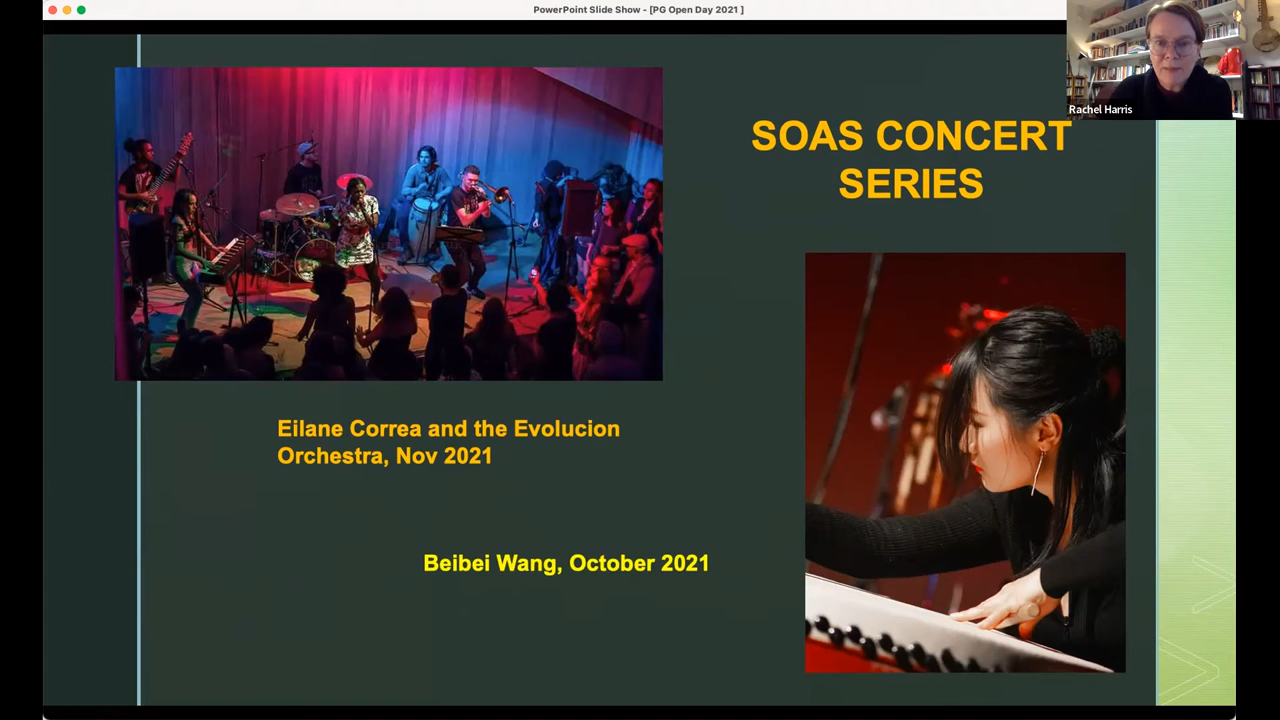 PowerPoint Slide Show - [PG Open Day 2021 ]
Rachel Harris
SOAS CONCERT
SERIES
Eilane Correa and the Evolucion
Orchestra, Nov 2021
Beibei Wang, October 2021